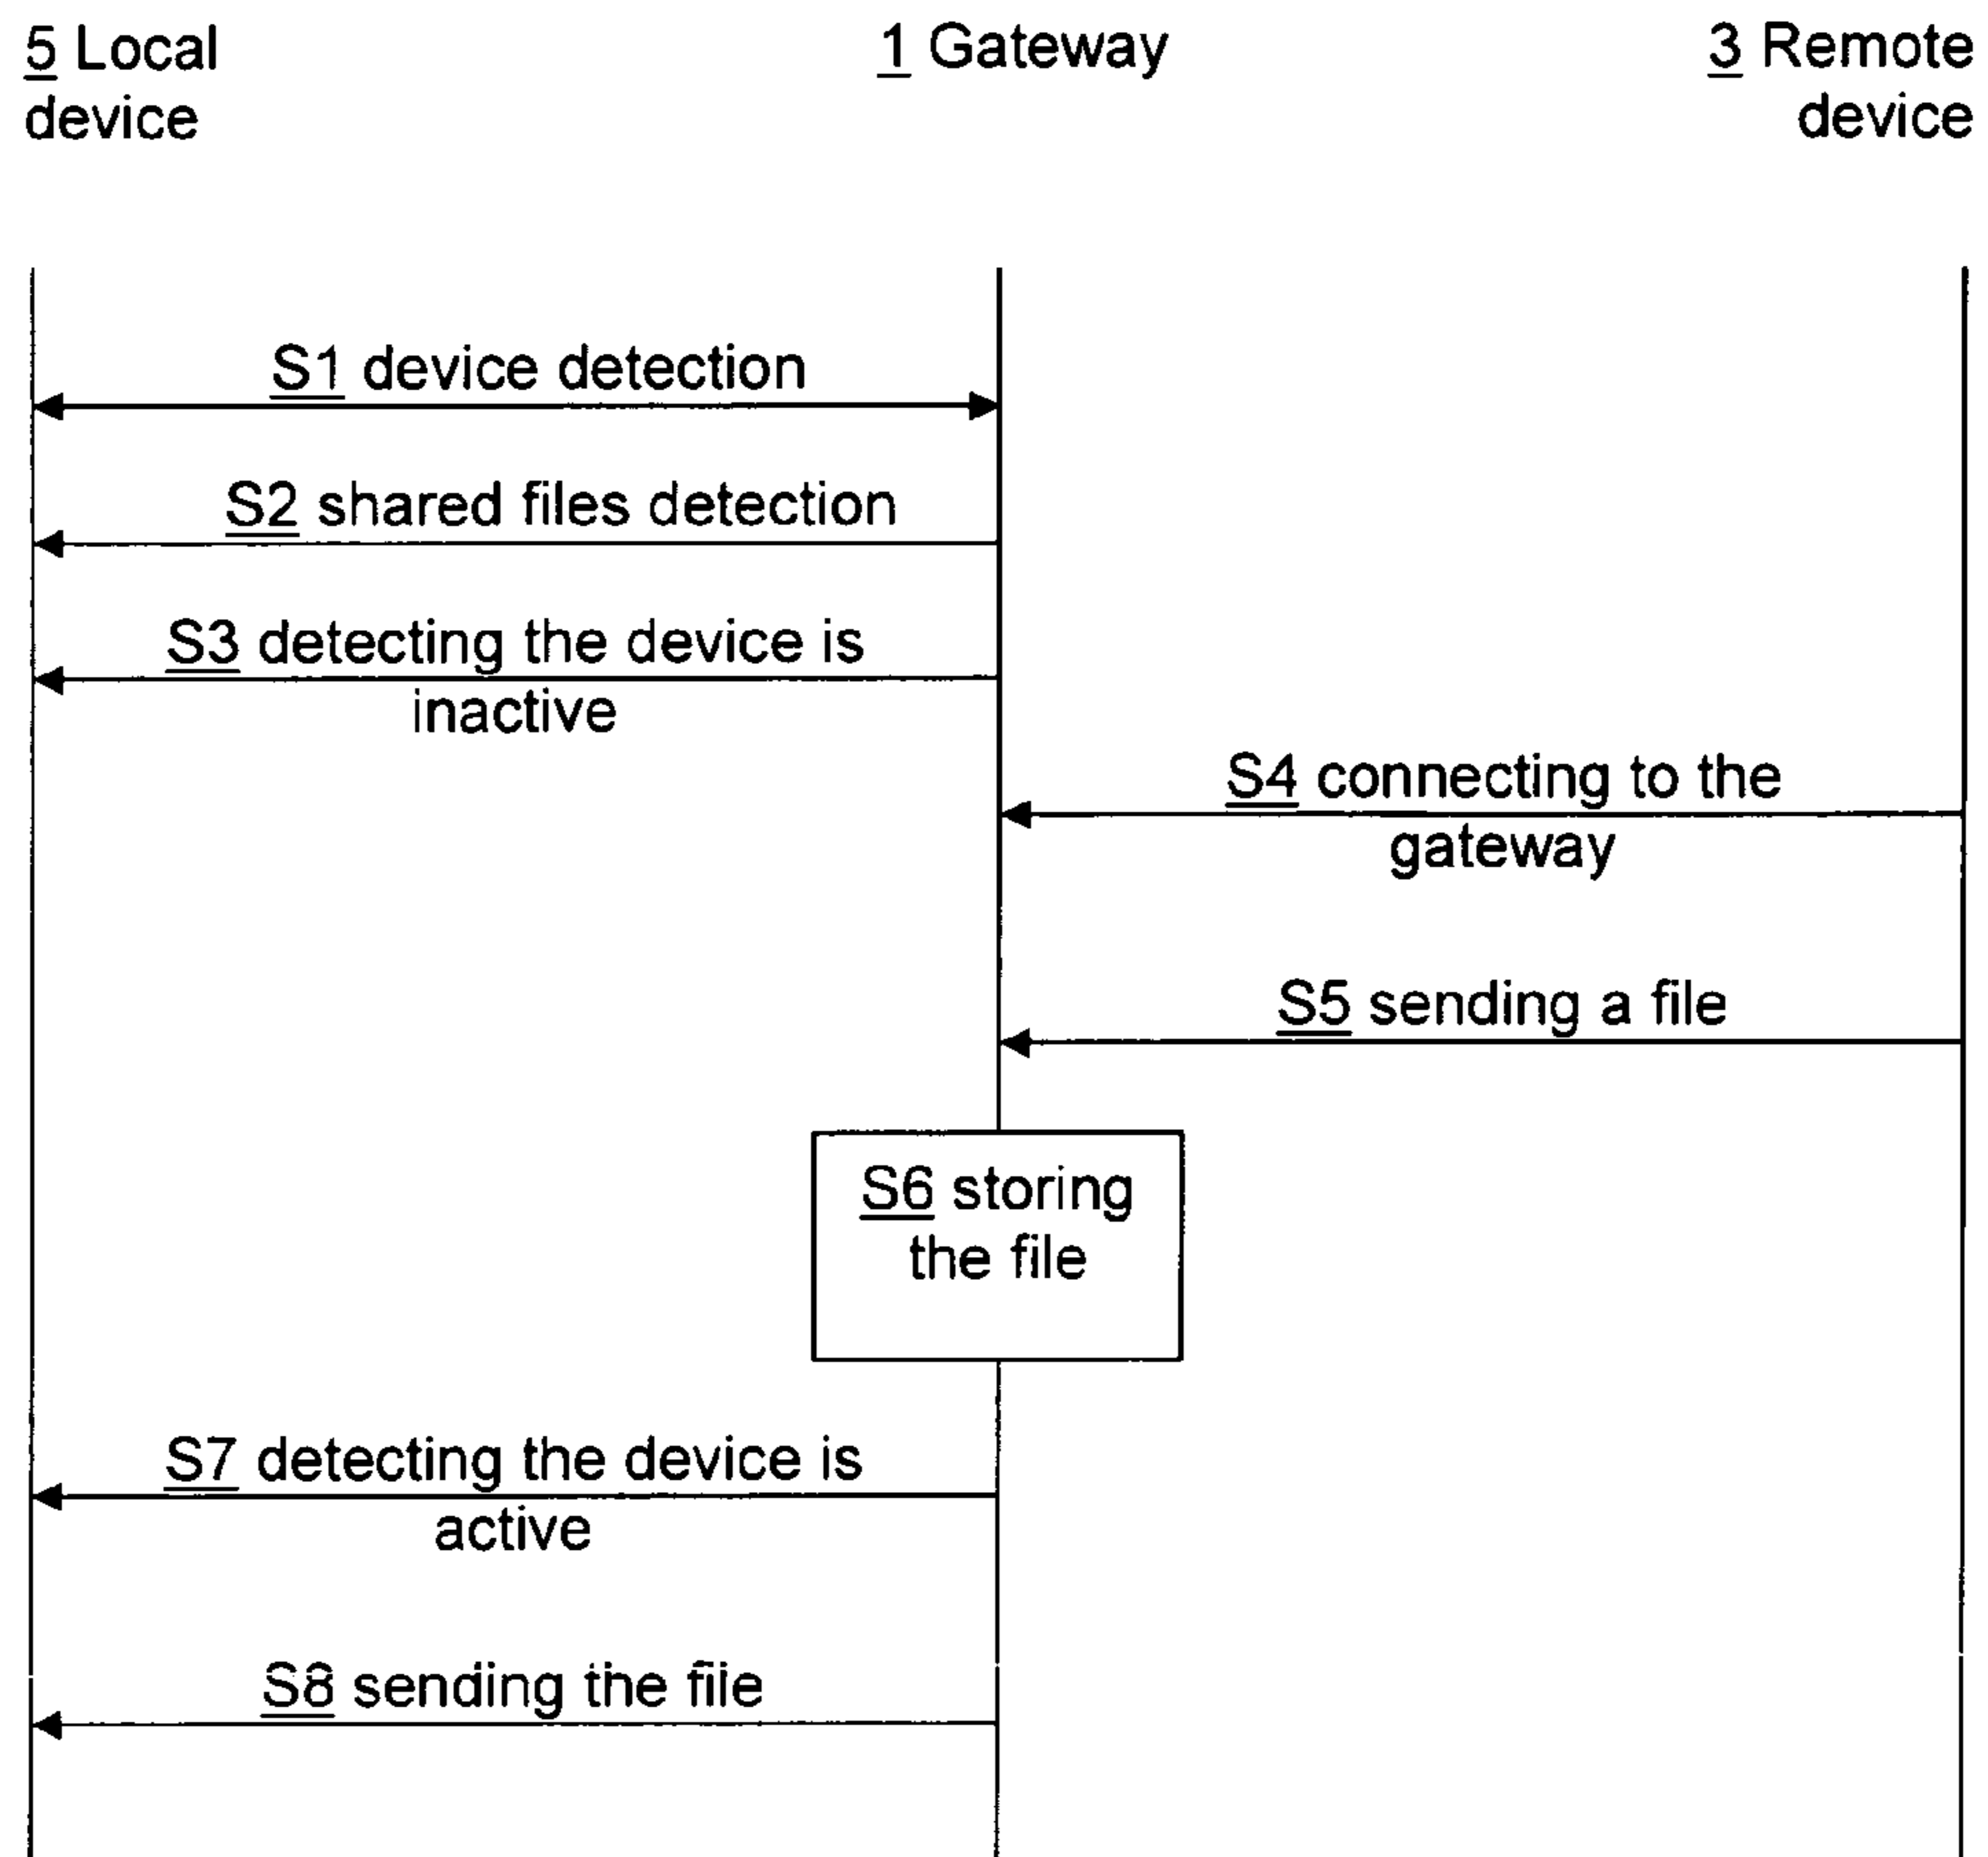 5 Local
device
1 Gateway
3 Remote
device
S1 device detection
S2 shared files detection
S3 detecting the device is
inactive
S4 connecting to the
gateway
S5 sending a file
S6 storing
the file
S7 detecting the device is
active
S8 sending the file